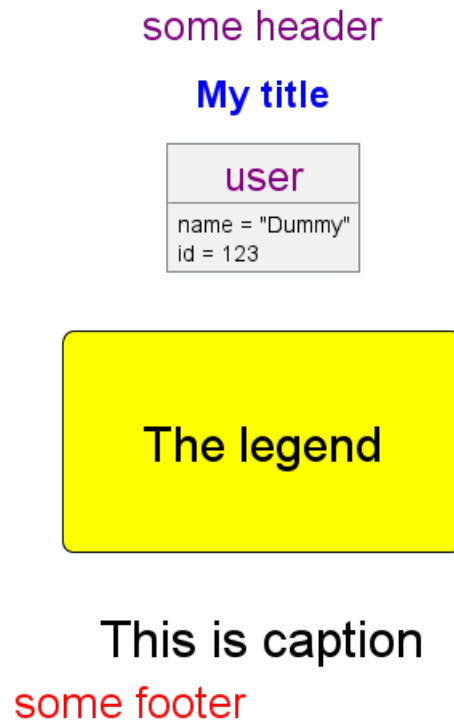 some header
My title
user
name = "Dummy"
id = 123
The legend
This is caption
some footer